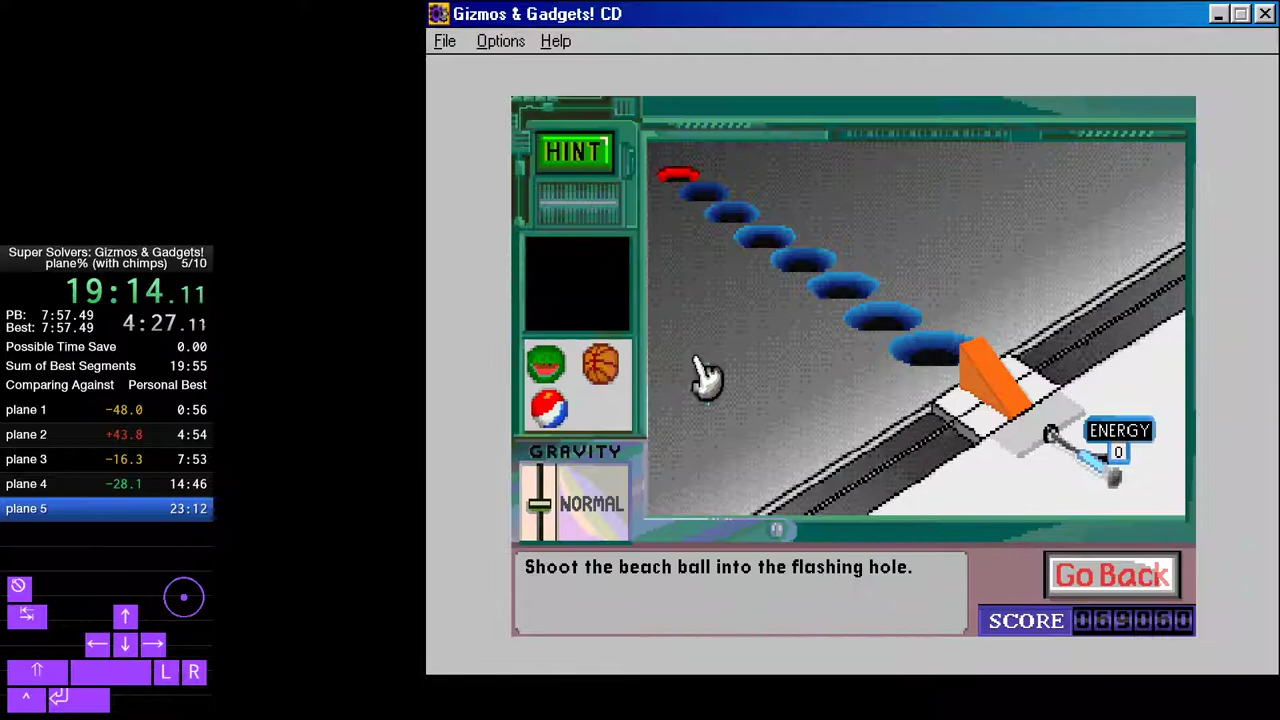 Gizmos & Gadgets! CD
File Options Help
HINT
GRAVITY
NORMAL
ENERGY
0
Shoot the beach ball into the flashing hole.
Go Back
SCORE 069060
Super Solvers: Gizmos & Gadgets!
plane% (with chimps) 5/10
19:14.11
PB: 7:57.49
Best: 7:57.49 4:27.11
Possible Time Save 0.00
Sum of Best Segments 19:55
Comparing Against Personal Best
plane 1 -48.0 0:56
plane 2 +43.8 4:54
plane 3 -16.3 7:53
plane 4 -28.1 14:46
plane 5 23:12
L R